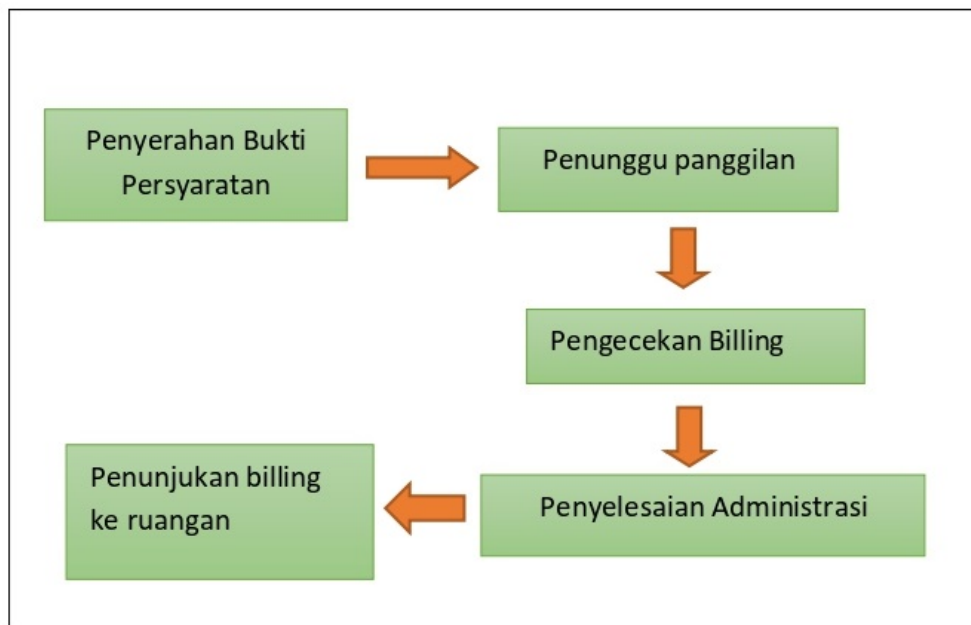 Penyerahan Bukti
Persyaratan
Penunggu panggilan
Pengecekan Billing
Penyelesaian Administrasi
Penunjukan billing
ke ruangan